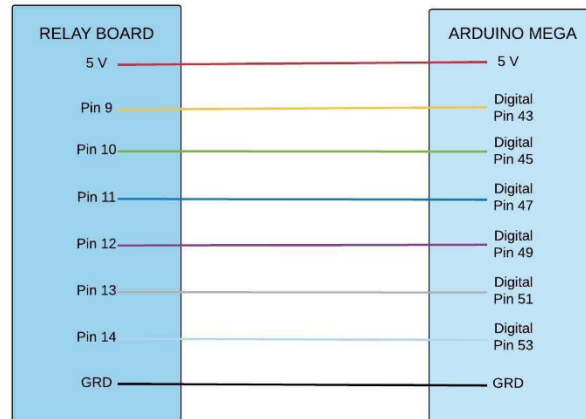 RELAY BOARD
ARDUINO MEGA
5 V
5 V
Pin 9
Digital
Pin 43
Pin 10
Digital
Pin 45
Pin 11
Digital
Pin 47
Pin 12
Digital
Pin 49
Pin 13
Digital
Pin 51
Pin 14
Digital
Pin 53
GRD
GRD